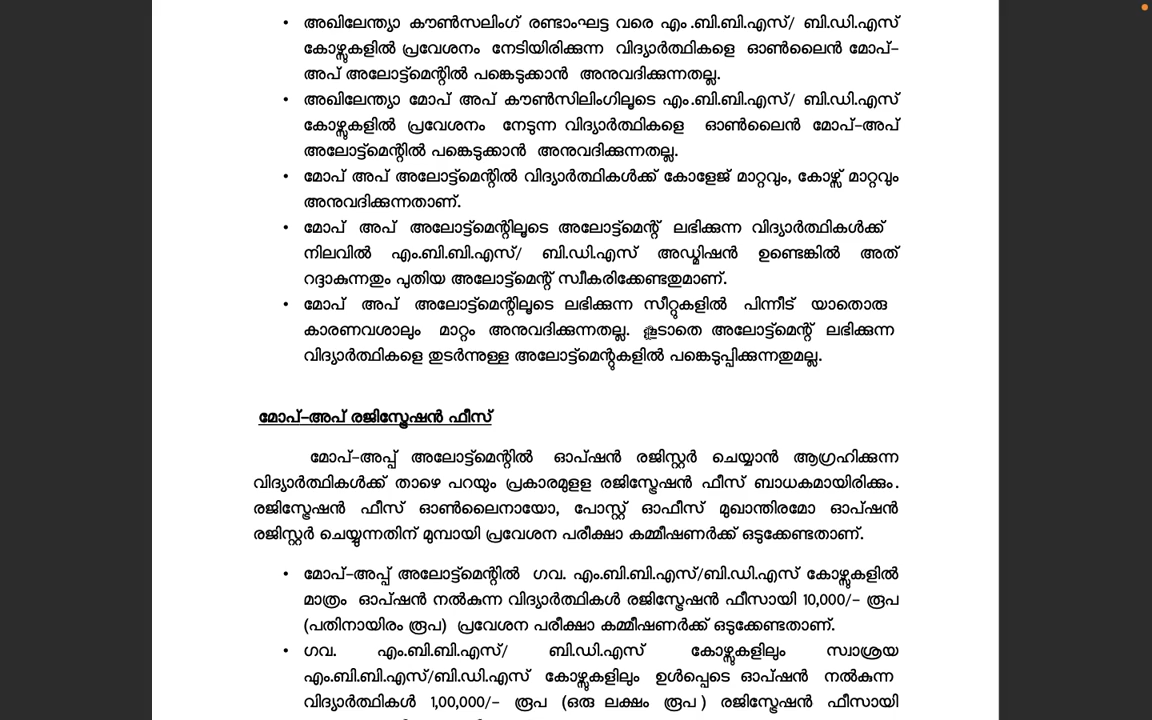 • അഖിലേന്ത്യാ കൗൺസലിംഗ് രണ്ടാംഘട്ട വരെ എം.ബി.ബി.എസ്/ ബി.ഡി.എസ്
കോഴ്സുകളിൽ പ്രവേശനം നേടിയിരിക്കുന്ന വിദ്യാർത്ഥികളെ ഓൺലൈൻ മോപ്-
അപ് അലോട്ട്മെന്റിൽ പങ്കെടുക്കാൻ അനുവദിക്കുന്നതല്ല.
• അഖിലേന്ത്യാ മോപ് അപ് കൗൺസിലിംഗിലൂടെ എം.ബി.ബി.എസ്/ ബി.ഡി.എസ്
കോഴ്സുകളിൽ പ്രവേശനം നേടുന്ന വിദ്യാർത്ഥികളെ ഓൺലൈൻ മോപ്-അപ്
അലോട്ട്മെന്റിൽ പങ്കെടുക്കാൻ അനുവദിക്കുന്നതല്ല.
• മോപ് അപ് അലോട്ട്മെന്റിൽ വിദ്യാർത്ഥികൾക്ക് കോളേജ് മാറ്റവും, കോഴ്സ് മാറ്റവും
അനുവദിക്കുന്നതാണ്.
• മോപ് അപ് അലോട്ട്മെന്റിലൂടെ അലോട്ട്മെന്റ് ലഭിക്കുന്ന വിദ്യാർത്ഥികൾക്ക്
നിലവിൽ എം.ബി.ബി.എസ്/ ബി.ഡി.എസ് അഡ്മിഷൻ ഉണ്ടെങ്കിൽ അത്
റദ്ദാകുന്നതും പുതിയ അലോട്ട്മെന്റ് സ്വീകരിക്കേണ്ടതുമാണ്.
• മോപ് അപ് അലോട്ട്മെന്റിലൂടെ ലഭിക്കുന്ന സീറ്റുകളിൽ പിന്നീട് യാതൊരു
കാരണവശാലും മാറ്റം അനുവദിക്കുന്നതല്ല. കൂടാതെ അലോട്ട്മെന്റ് ലഭിക്കുന്ന
വിദ്യാർത്ഥികളെ തുടർന്നുള്ള അലോട്ട്മെന്റുകളിൽ പങ്കെടുപ്പിക്കുന്നതുമല്ല.
മോപ്-അപ് രജിസ്ട്രേഷൻ ഫീസ്
മോപ്-അപ്പ് അലോട്ട്മെന്റിൽ ഓപ്ഷൻ രജിസ്റ്റർ ചെയ്യാൻ ആഗ്രഹിക്കുന്ന
വിദ്യാർത്ഥികൾക്ക് താഴെ പറയും പ്രകാരമുളള രജിസ്ട്രേഷൻ ഫീസ് ബാധകമായിരിക്കും.
രജിസ്ട്രേഷൻ ഫീസ് ഓൺലൈനായോ, പോസ്റ്റ് ഓഫീസ് മുഖാന്തിരമോ ഓപ്ഷൻ
രജിസ്റ്റർ ചെയ്യുന്നതിന് മുമ്പായി പ്രവേശന പരീക്ഷാ കമ്മീഷണർക്ക് ഒടുക്കേണ്ടതാണ്.
• മോപ്-അപ്പ് അലോട്ട്മെന്റിൽ ഗവ. എം.ബി.ബി.എസ്/ബി.ഡി.എസ് കോഴ്സുകളിൽ
മാത്രം ഓപ്ഷൻ നൽകുന്ന വിദ്യാർത്ഥികൾ രജിസ്ട്രേഷൻ ഫീസായി 10,000/- രൂപ
(പതിനായിരം രൂപ) പ്രവേശന പരീക്ഷാ കമ്മീഷണർക്ക് ഒടുക്കേണ്ടതാണ്.
• ഗവ. എം.ബി.ബി.എസ്/ ബി.ഡി.എസ് കോഴ്സുകളിലും സ്വാശ്രയ
എം.ബി.ബി.എസ്/ബി.ഡി.എസ് കോഴ്സുകളിലും ഉൾപ്പെടെ ഓപ്ഷൻ നൽകുന്ന
വിദ്യാർത്ഥികൾ 1,00,000/- രൂപ (ഒരു ലക്ഷം രൂപ ) രജിസ്ട്രേഷൻ ഫീസായി